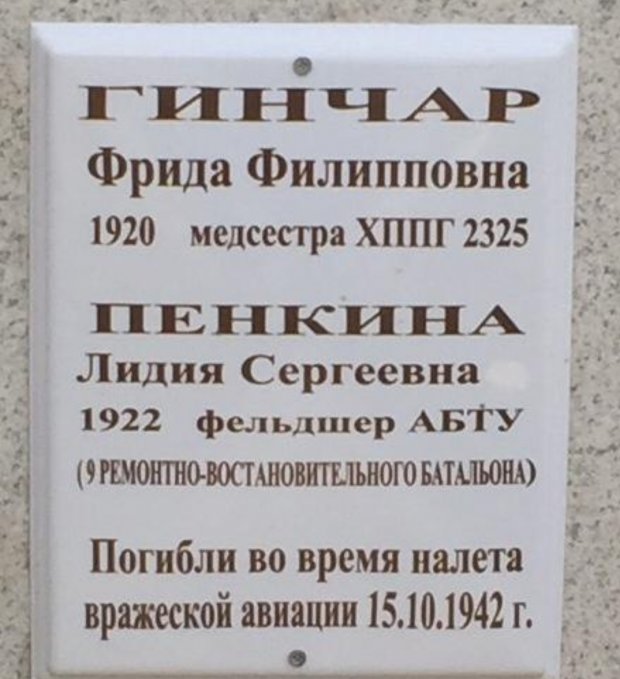 ГИНЧАР
Фрида Филипповна
1920 медсестра ХППГ 2325
ПЕНКИНА
Лидия Сергеевна
1922 фельдшер АБТУ
(9 РЕМОНТНО-ВОСТАНОВИТЕЛЬНОГО БАТАЛЬОНА)
Погибли во время налета
вражеской авиации 15.10.1942 г.